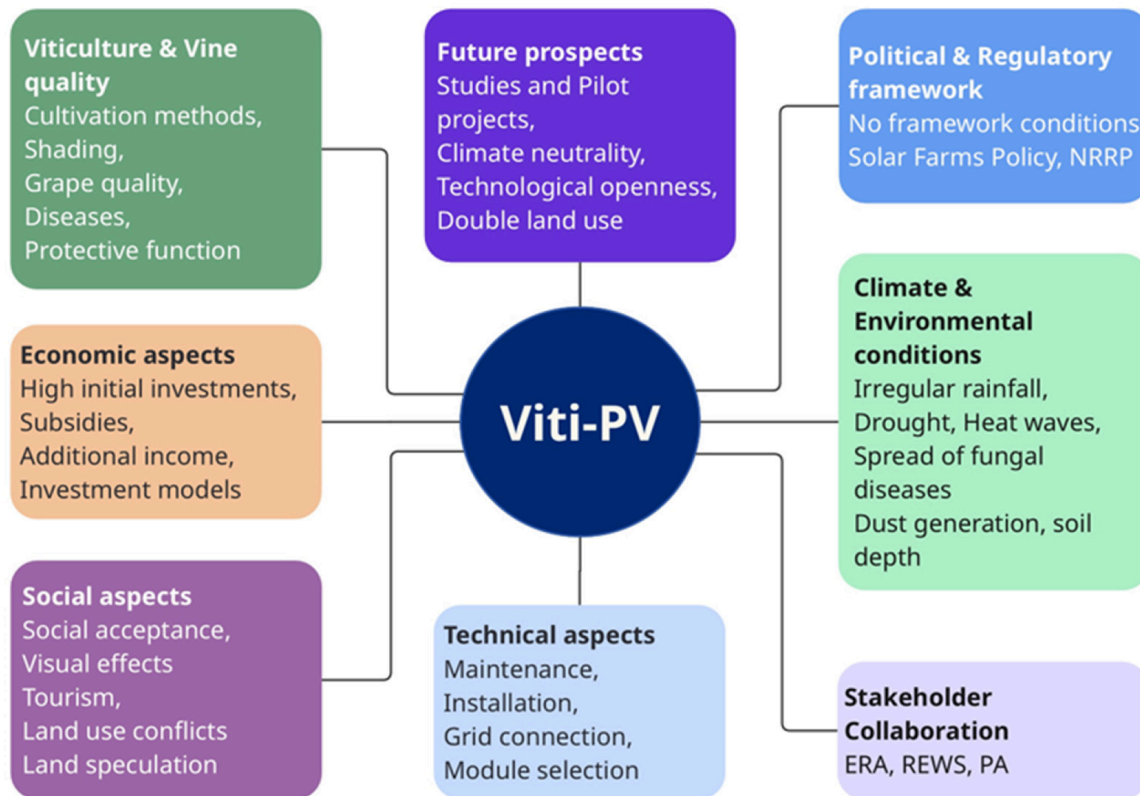 Viticulture & Vine
quality
Cultivation methods,
Shading,
Grape quality,
Diseases,
Protective function
Future prospects
Studies and Pilot
projects,
Climate neutrality,
Technological openness,
Double land use
Political & Regulatory
framework
No framework conditions
Solar Farms Policy, NRRP
Economic aspects
High initial investments,
Subsidies,
Additional income,
Investment models
Viti-PV
Climate &
Environmental
conditions
Irregular rainfall,
Drought, Heat waves,
Spread of fungal
diseases
Dust generation, soil
depth
Social aspects
Social acceptance,
Visual effects
Tourism,
Land use conflicts
Land speculation
Technical aspects
Maintenance,
Installation,
Grid connection,
Module selection
Stakeholder
Collaboration
ERA, REWS, PA